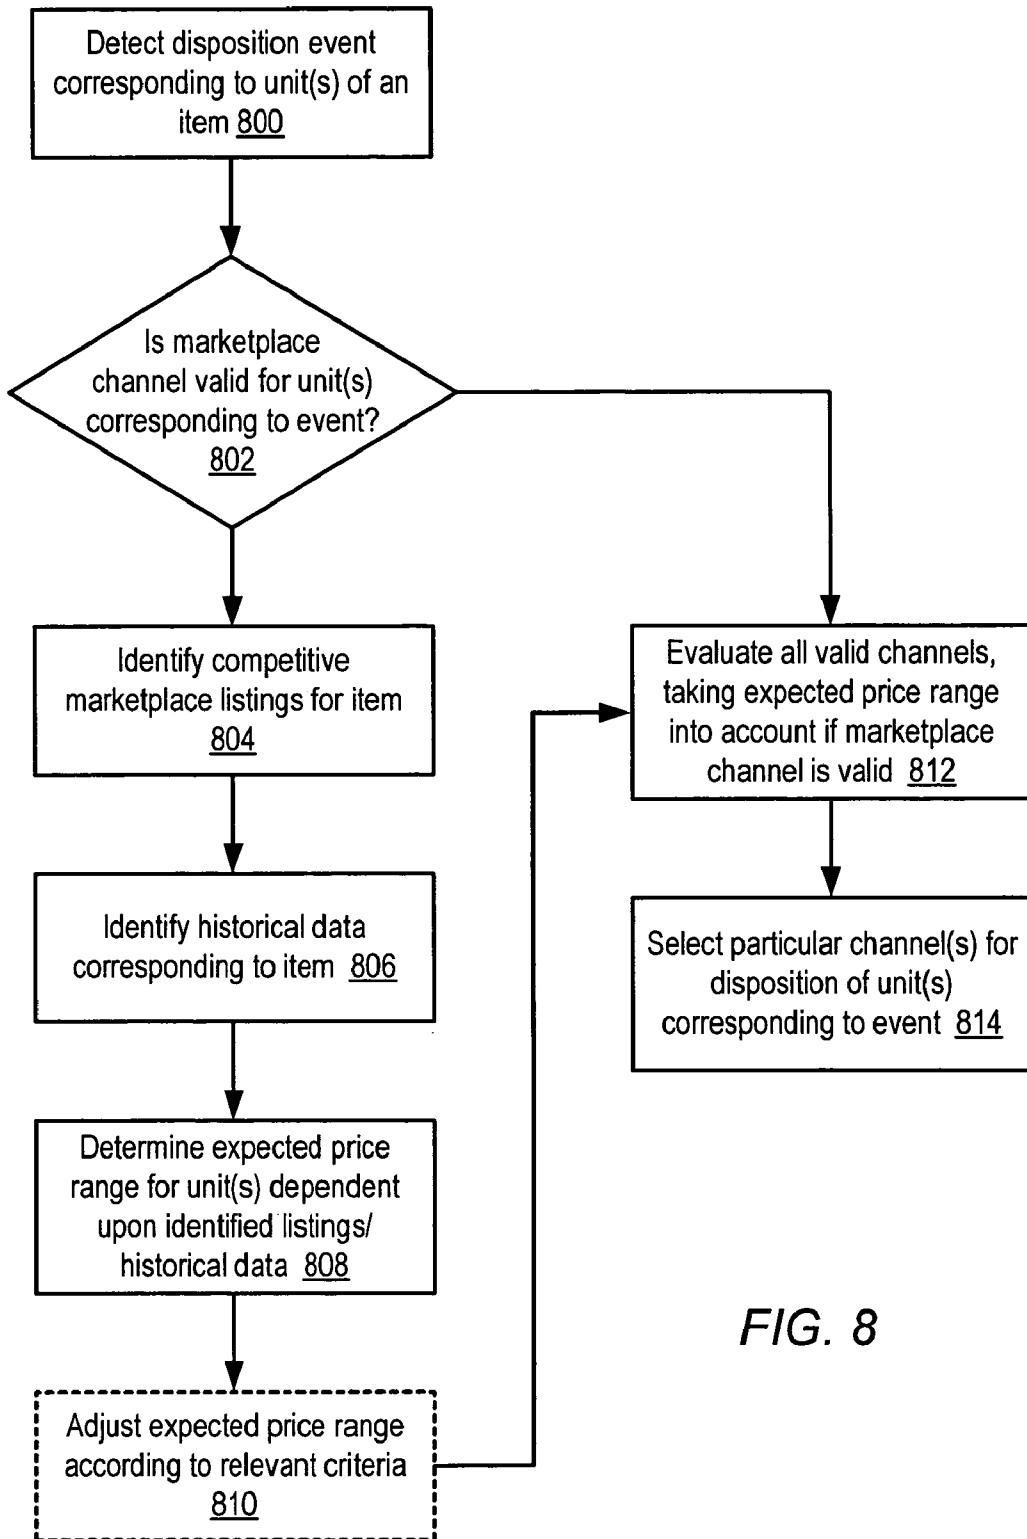 Detect disposition event
corresponding to unit(s) of an
item 800
Is marketplace
channel valid for unit(s)
corresponding to event?
802
Identify competitive
marketplace listings for item
804
Identify historical data
corresponding to item 806
Determine expected price
range for unit(s) dependent
upon identified listings/
historical data 808
Adjust expected price range
according to relevant criteria
810
Evaluate all valid channels,
taking expected price range
into account if marketplace
channel is valid 812
Select particular channel(s) for
disposition of unit(s)
corresponding to event 814
FIG. 8